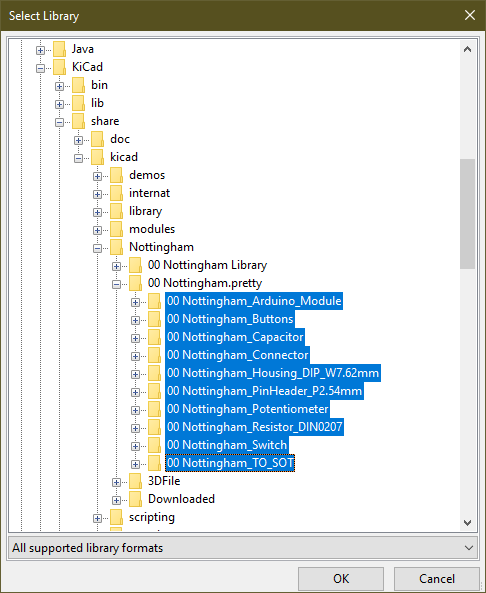 Select Library
Java
KiCad
bin
lib
share
doc
kicad
demos
internat
library
modules
Nottingham
00 Nottingham Library
00 Nottingham.pretty
00 Nottingham_Arduino_Module
00 Nottingham_Buttons
00 Nottingham_Capacitor
00 Nottingham_Connector
00 Nottingham_Housing_DIP_W7.62mm
00 Nottingham_PinHeader_P2.54mm
00 Nottingham_Potentiometer
00 Nottingham_Resistor_DIN0207
00 Nottingham_Switch
00 Nottingham_TO_SOT
3DFile
Downloaded
scripting
All supported library formats
OK
Cancel